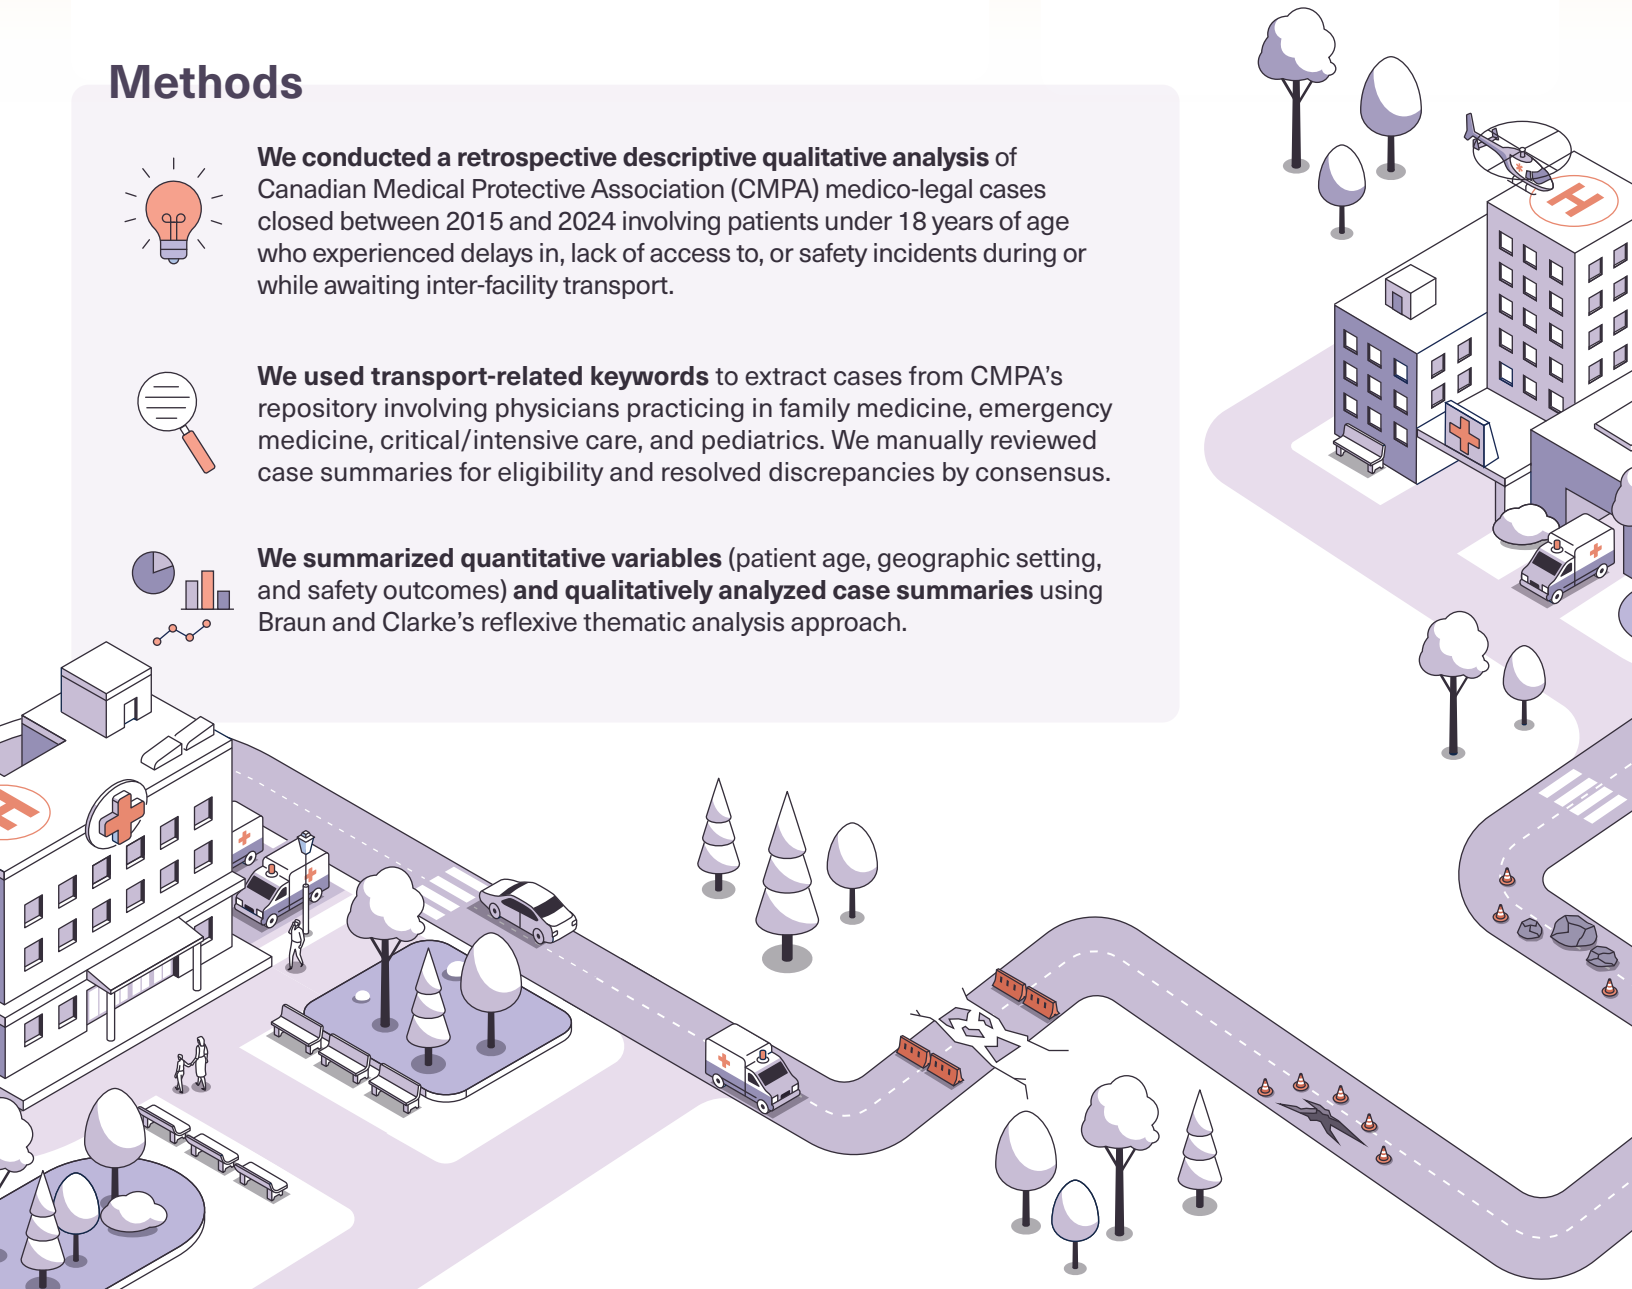 Methods
We conducted a retrospective descriptive qualitative analysis of
Canadian Medical Protective Association (CMPA) medico-legal cases
closed between 2015 and 2024 involving patients under 18 years of age
who experienced delays in, lack of access to, or safety incidents during or
while awaiting inter-facility transport.
We used transport-related keywords to extract cases from CMPA’s
repository involving physicians practicing in family medicine, emergency
medicine, critical/intensive care, and pediatrics. We manually reviewed
case summaries for eligibility and resolved discrepancies by consensus.
We summarized quantitative variables (patient age, geographic setting,
and safety outcomes) and qualitatively analyzed case summaries using
Braun and Clarke’s reflexive thematic analysis approach.
H
H